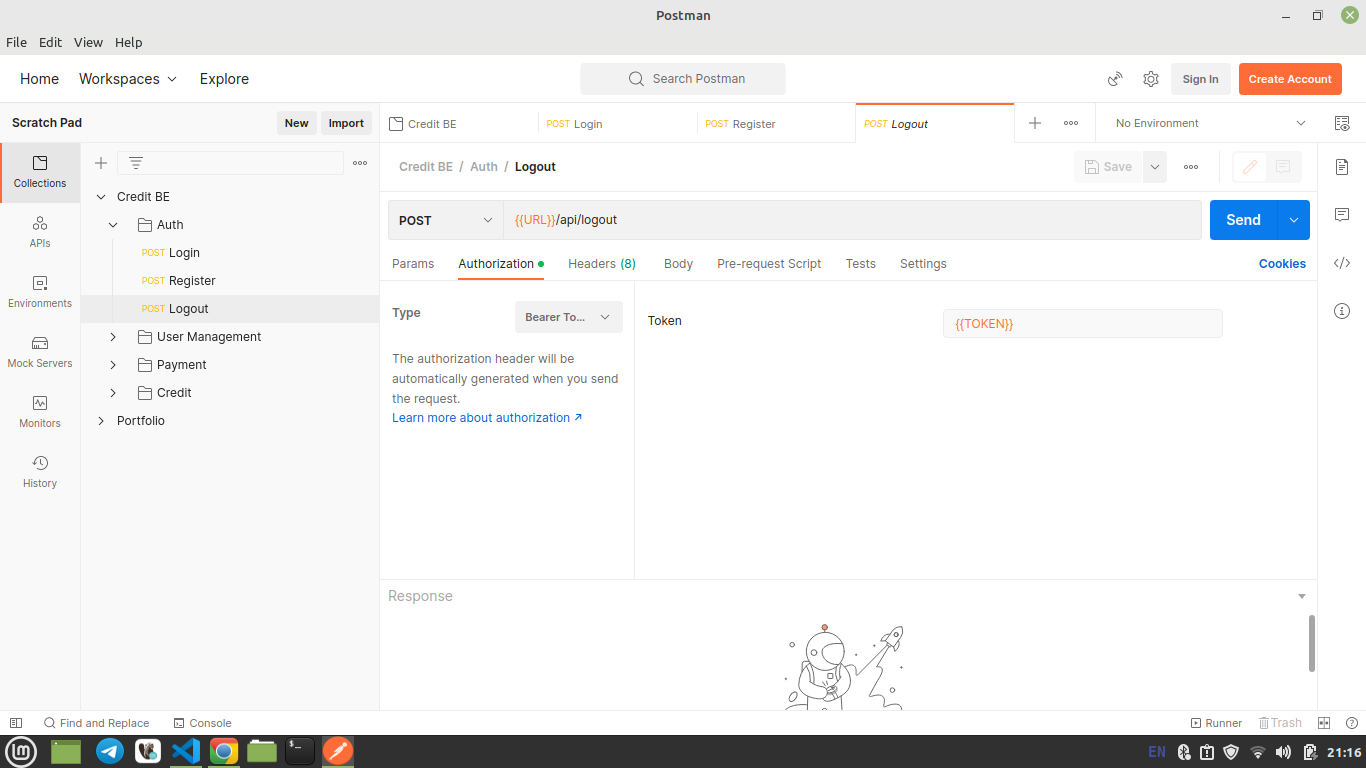 Postman
File Edit View Help
Home Workspaces Explore
Search Postman
Sign In
Create Account
Scratch Pad
New
Import
Credit BE
POST Login
POST Register
POST Logout
No Environment
Collections
APIs
Environments
Mock Servers
Monitors
History
Credit BE
Auth
POST Login
POST Register
POST Logout
User Management
Payment
Credit
Portfolio
Credit BE / Auth / Logout
Save
POST
{{URL}}/api/logout
Send
Params Authorization Headers (8) Body Pre-request Script Tests Settings
Cookies
Type
Bearer To...
The authorization header will be
automatically generated when you send
the request.
Learn more about authorization ↗
Token
{{TOKEN}}
Response
Find and Replace
Console
Runner
Trash
EN
21:16